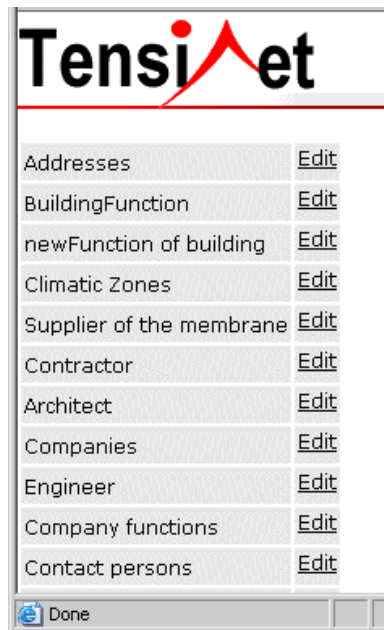 TensiNet
Addresses Edit
BuildingFunction Edit
newFunction of building Edit
Climatic Zones Edit
Supplier of the membrane Edit
Contractor Edit
Architect Edit
Companies Edit
Engineer Edit
Company functions Edit
Contact persons Edit
Done